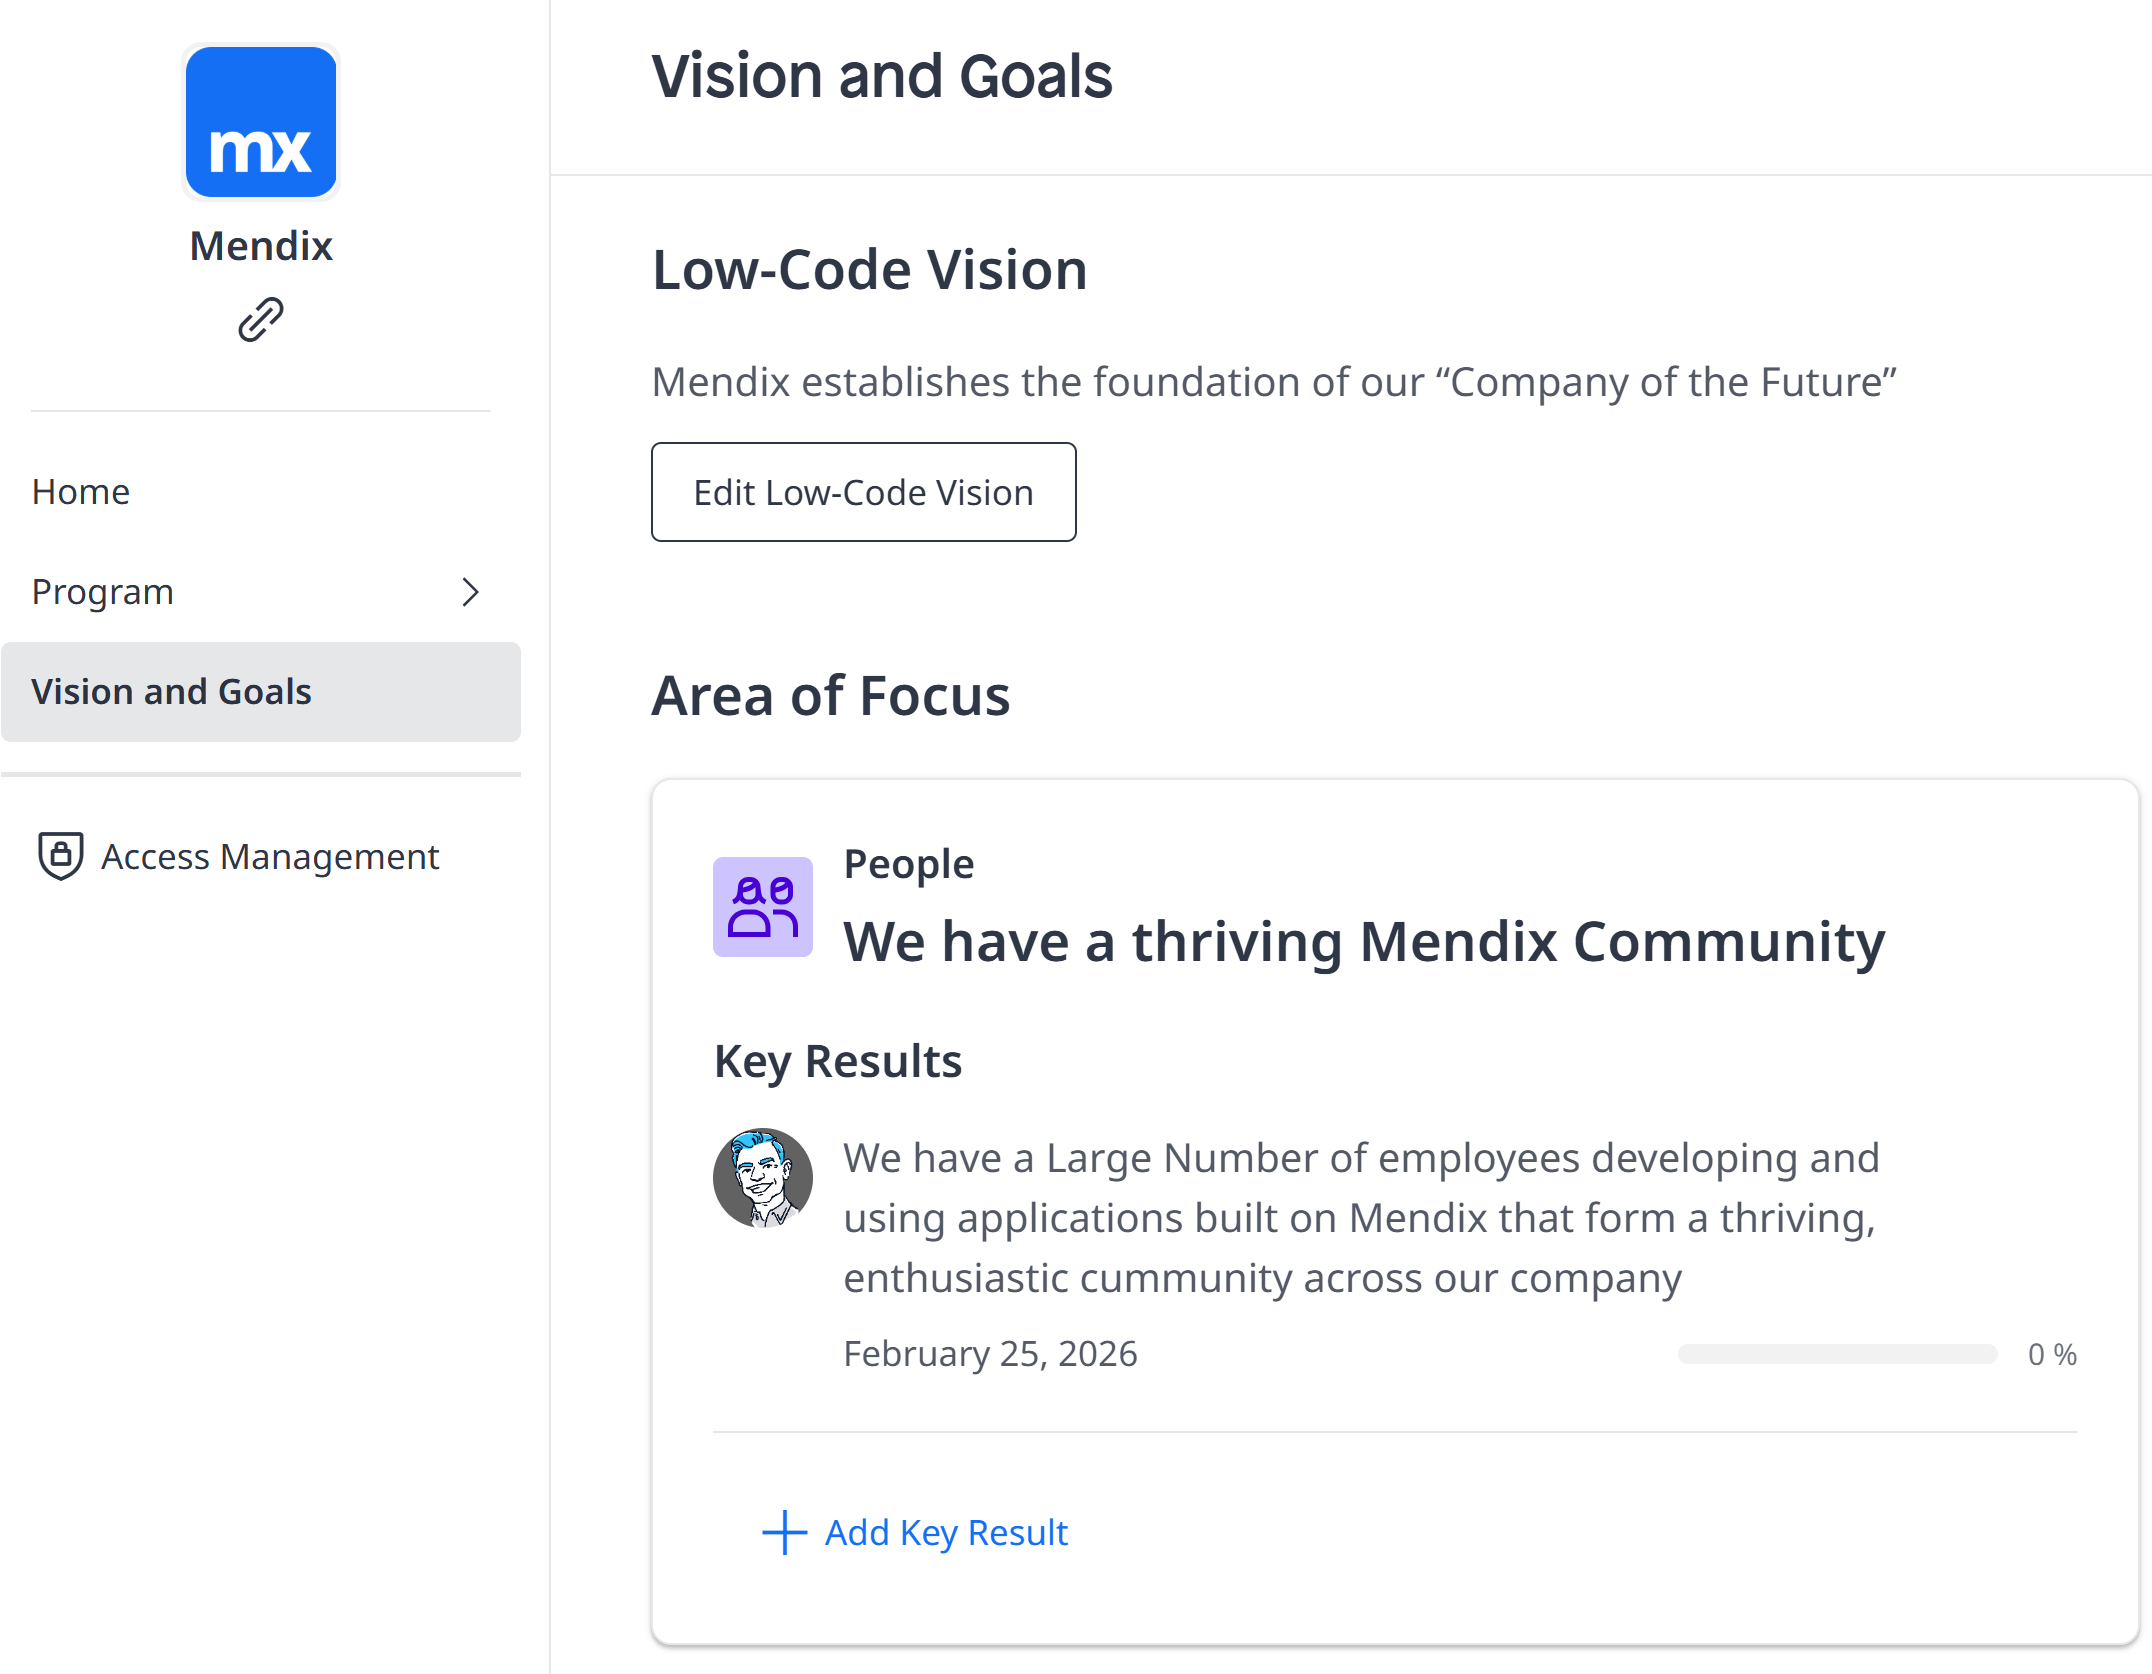 mx
Mendix
Home
Program
Vision and Goals
Access Management
Vision and Goals
Low-Code Vision
Mendix establishes the foundation of our “Company of the Future”
Edit Low-Code Vision
Area of Focus
People
We have a thriving Mendix Community
Key Results
We have a Large Number of employees developing and
using applications built on Mendix that form a thriving,
enthusiastic cummunity across our company
February 25, 2026
0 %
Add Key Result